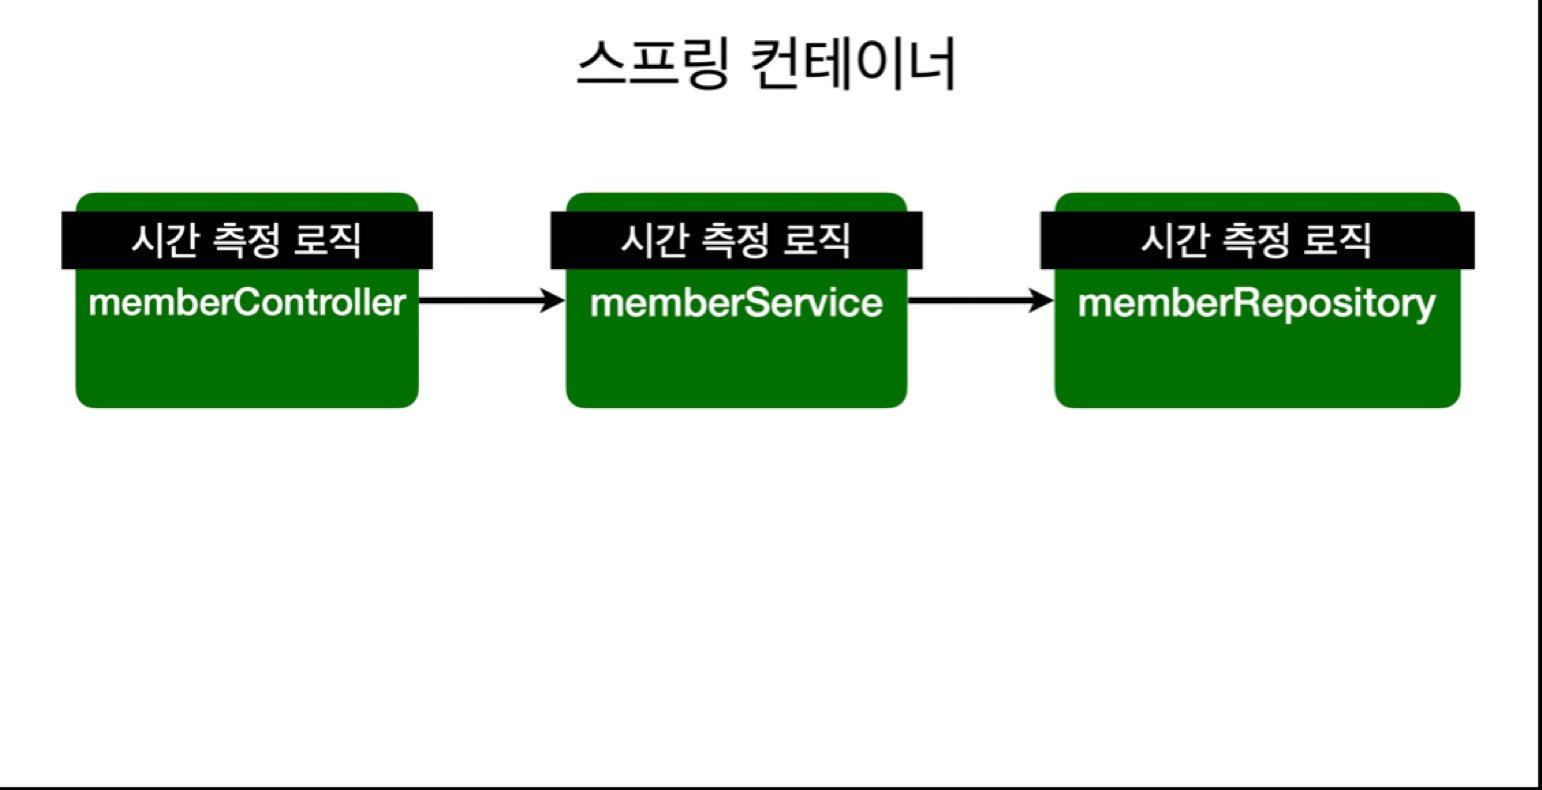 스프링 컨테이너
시간 측정 로직
memberController
시간 측정 로직
memberService
시간 측정 로직
memberRepository